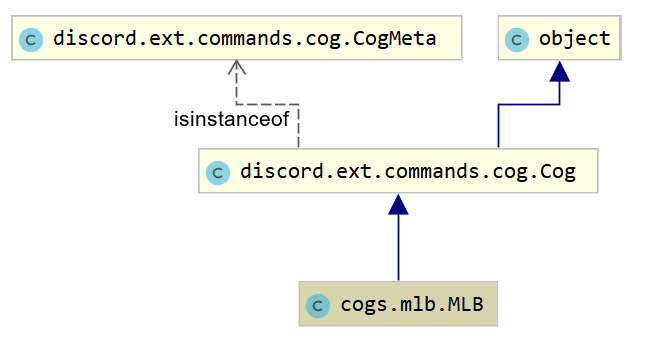 C discord.ext.commands.cog.CogMeta
C object
isinstanceof
C discord.ext.commands.cog.Cog
C cogs.mlb.MLB